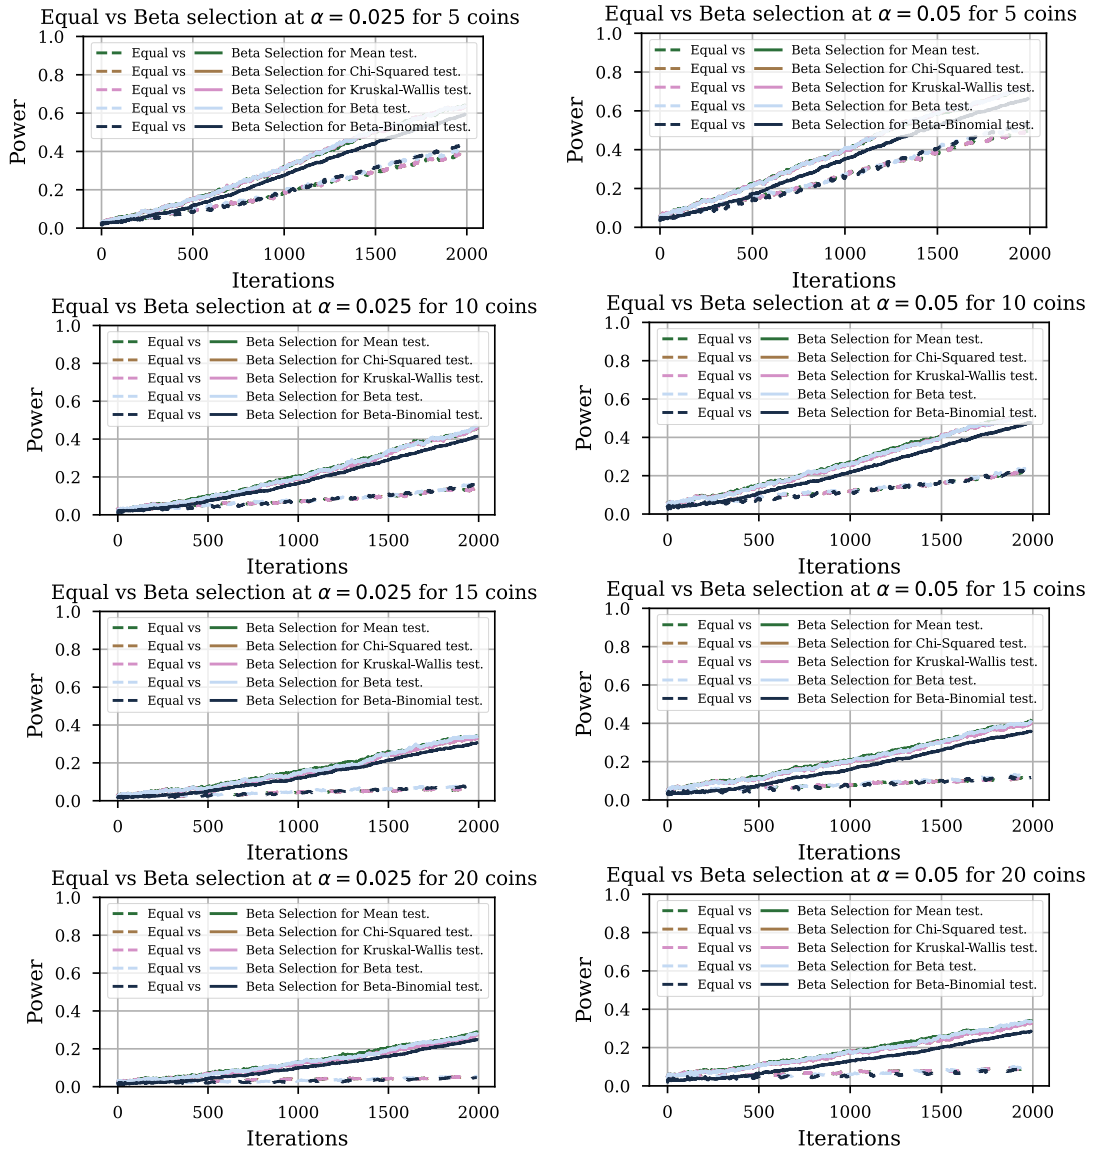 Equal vs Beta selection at α = 0.025 for 5 coins
1.0
0.8
0.6
0.4
0.2
0.0
Power
Equal vs Beta Selection for Mean test.
Equal vs Beta Selection for Chi-Squared test.
Equal vs Beta Selection for Kruskal-Wallis test.
Equal vs Beta Selection for Beta test.
Equal vs Beta Selection for Beta-Binomial test.
0 500 1000 1500 2000
Iterations
Equal vs Beta selection at α = 0.05 for 5 coins
1.0
0.8
0.6
0.4
0.2
0.0
Power
Equal vs Beta Selection for Mean test.
Equal vs Beta Selection for Chi-Squared test.
Equal vs Beta Selection for Kruskal-Wallis test.
Equal vs Beta Selection for Beta test.
Equal vs Beta Selection for Beta-Binomial test.
0 500 1000 1500 2000
Iterations
Equal vs Beta selection at α = 0.025 for 10 coins
1.0
0.8
0.6
0.4
0.2
0.0
Power
Equal vs Beta Selection for Mean test.
Equal vs Beta Selection for Chi-Squared test.
Equal vs Beta Selection for Kruskal-Wallis test.
Equal vs Beta Selection for Beta test.
Equal vs Beta Selection for Beta-Binomial test.
0 500 1000 1500 2000
Iterations
Equal vs Beta selection at α = 0.05 for 10 coins
1.0
0.8
0.6
0.4
0.2
0.0
Power
Equal vs Beta Selection for Mean test.
Equal vs Beta Selection for Chi-Squared test.
Equal vs Beta Selection for Kruskal-Wallis test.
Equal vs Beta Selection for Beta test.
Equal vs Beta Selection for Beta-Binomial test.
0 500 1000 1500 2000
Iterations
Equal vs Beta selection at α = 0.025 for 15 coins
1.0
0.8
0.6
0.4
0.2
0.0
Power
Equal vs Beta Selection for Mean test.
Equal vs Beta Selection for Chi-Squared test.
Equal vs Beta Selection for Kruskal-Wallis test.
Equal vs Beta Selection for Beta test.
Equal vs Beta Selection for Beta-Binomial test.
0 500 1000 1500 2000
Iterations
Equal vs Beta selection at α = 0.05 for 15 coins
1.0
0.8
0.6
0.4
0.2
0.0
Power
Equal vs Beta Selection for Mean test.
Equal vs Beta Selection for Chi-Squared test.
Equal vs Beta Selection for Kruskal-Wallis test.
Equal vs Beta Selection for Beta test.
Equal vs Beta Selection for Beta-Binomial test.
0 500 1000 1500 2000
Iterations
Equal vs Beta selection at α = 0.025 for 20 coins
1.0
0.8
0.6
0.4
0.2
0.0
Power
Equal vs Beta Selection for Mean test.
Equal vs Beta Selection for Chi-Squared test.
Equal vs Beta Selection for Kruskal-Wallis test.
Equal vs Beta Selection for Beta test.
Equal vs Beta Selection for Beta-Binomial test.
0 500 1000 1500 2000
Iterations
Equal vs Beta selection at α = 0.05 for 20 coins
1.0
0.8
0.6
0.4
0.2
0.0
Power
Equal vs Beta Selection for Mean test.
Equal vs Beta Selection for Chi-Squared test.
Equal vs Beta Selection for Kruskal-Wallis test.
Equal vs Beta Selection for Beta test.
Equal vs Beta Selection for Beta-Binomial test.
0 500 1000 1500 2000
Iterations